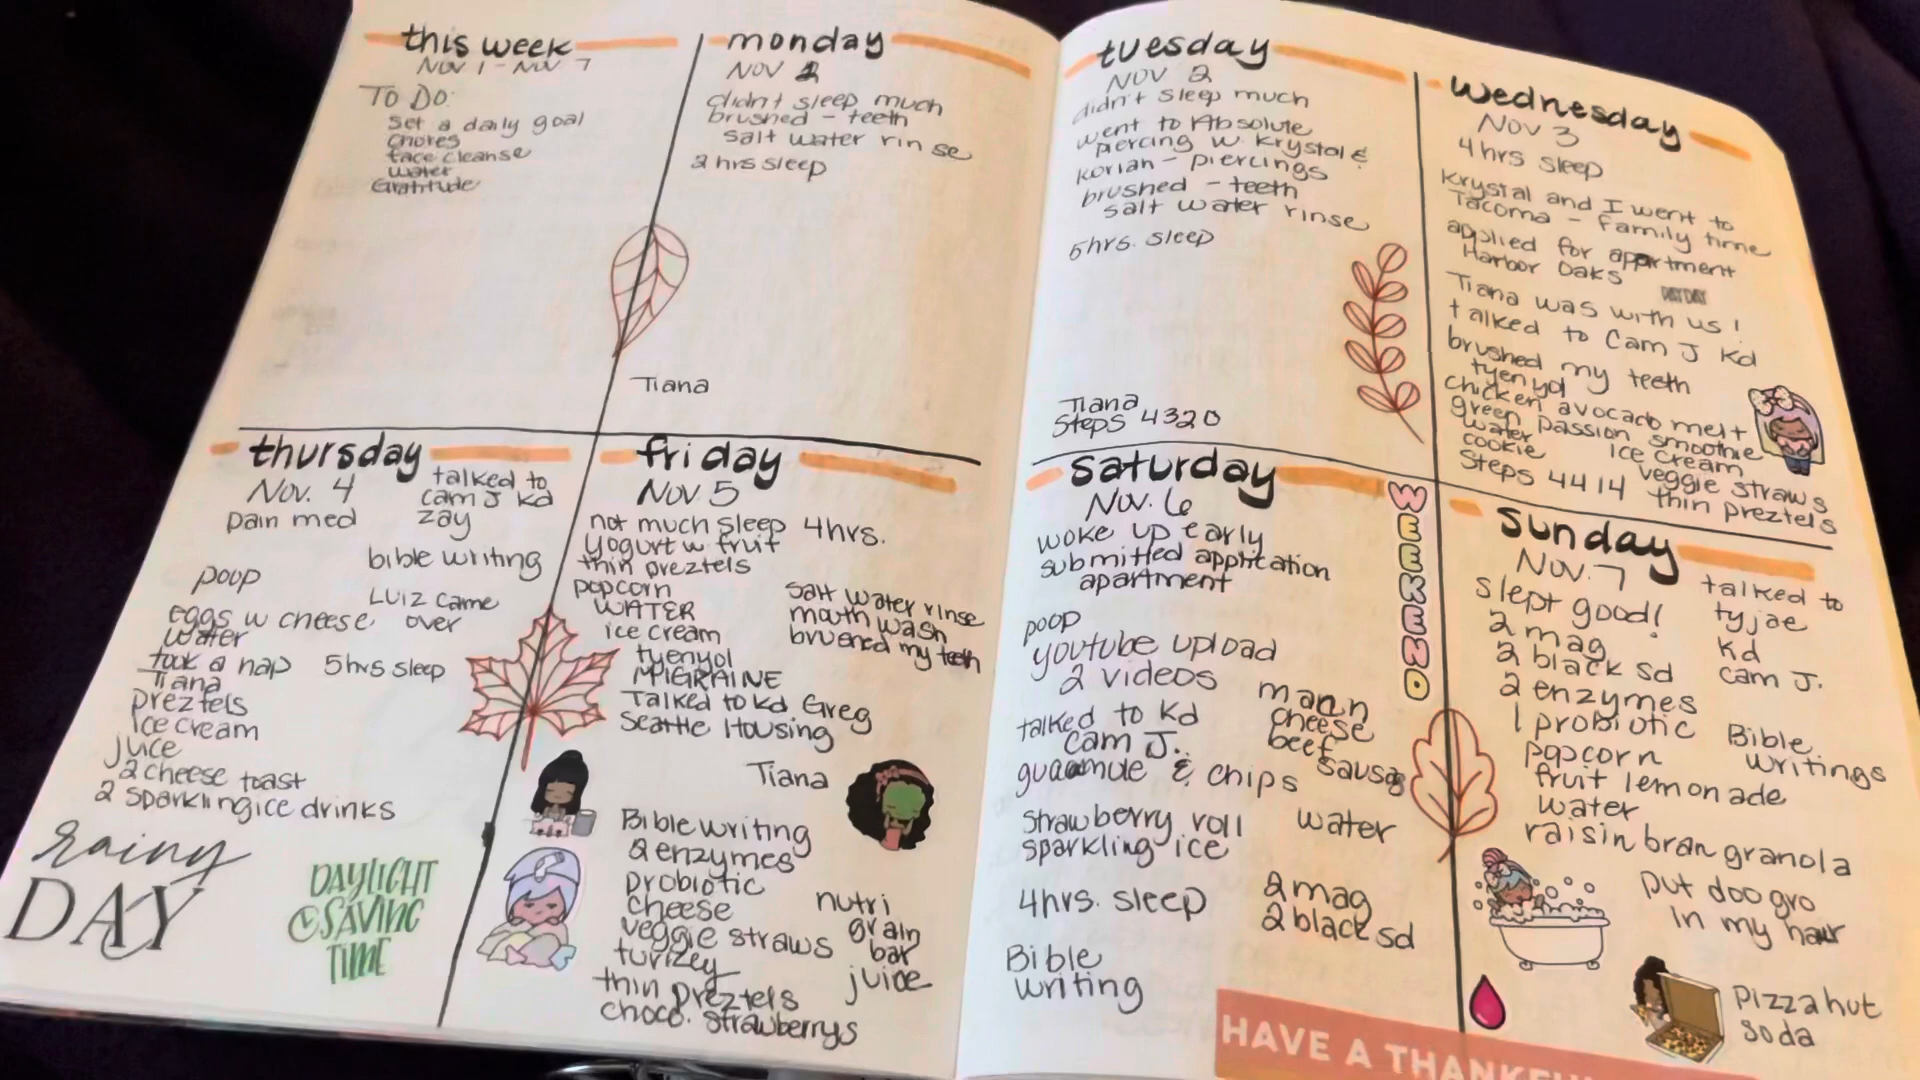 this week
NOV 1 - NOV 7
TO DO:
set a daily goal
chores
face cleanse
water
Gratitude
monday
NOV
didn't sleep much
brushed - teeth
salt water rinse
2 hrs sleep
Tiana
tuesday
NOV 2
didn't sleep much
went to Absolute
piercing w. Krystal &
Korian - piercings
brushed - teeth
salt water rinse
5hrs. sleep
Tiana
Steps 4320
wednesday
NOV 3
4 hrs sleep
Krystal and I went to
Tacoma - Family time
applied for apartment
Harbor Oaks
PAYDAY
Tiana was with us!
talked to Cam J Kd
brushed my teeth
tyenyol
chicken avocado melt
green passion smoothie
water
ice cream
cookie
veggie straws
Steps 4414
thin preztels
thursday
Nov. 4
pain med
talked to
cam J kd
zay
bible writing
poop
LUIZ came
over
eggs w cheese
water
took a nap 5hrs sleep
Tiana
preztels
Ice cream
juice
2 cheese toast
2 sparkling ice drinks
rainy
DAY
DAYLIGHT
SAVING
TIME
friday
Nov 5
not much sleep 4hrs.
yogurt w fruit
thin preztels
popcorn
WATER
ice cream
tyenyol
MIGRAINE
Talked to Kd Greg
Seattle Housing
salt water rinse
mouth wash
my teeth
Tiana
Bible writing
2 enzymes
probiotic
cheese
veggie straws
turkey
thin preztels
choco. strawberrys
nutri
grain
bar
juice
saturday
Nov. 6
woke up early
submitted application
apartment
poop
youtube upload
2 videos
talked to Kd
Cam J.
& chips
cheese
beef
sausag
strawberry roll
sparkling ice
water
4hrs. sleep
2 mag
2 black sd
Bible
writing
WEEKEND
sunday
Nov. 7
slept good!
2 mag
2 black sd
2 enzymes
1 probiotic
popcorn
fruit lemonade
water
raisin bran granola
talked to
tyjae
Kd
cam J.
Bible
writings
put doo gro
in my hair
pizza hut
soda
HAVE A